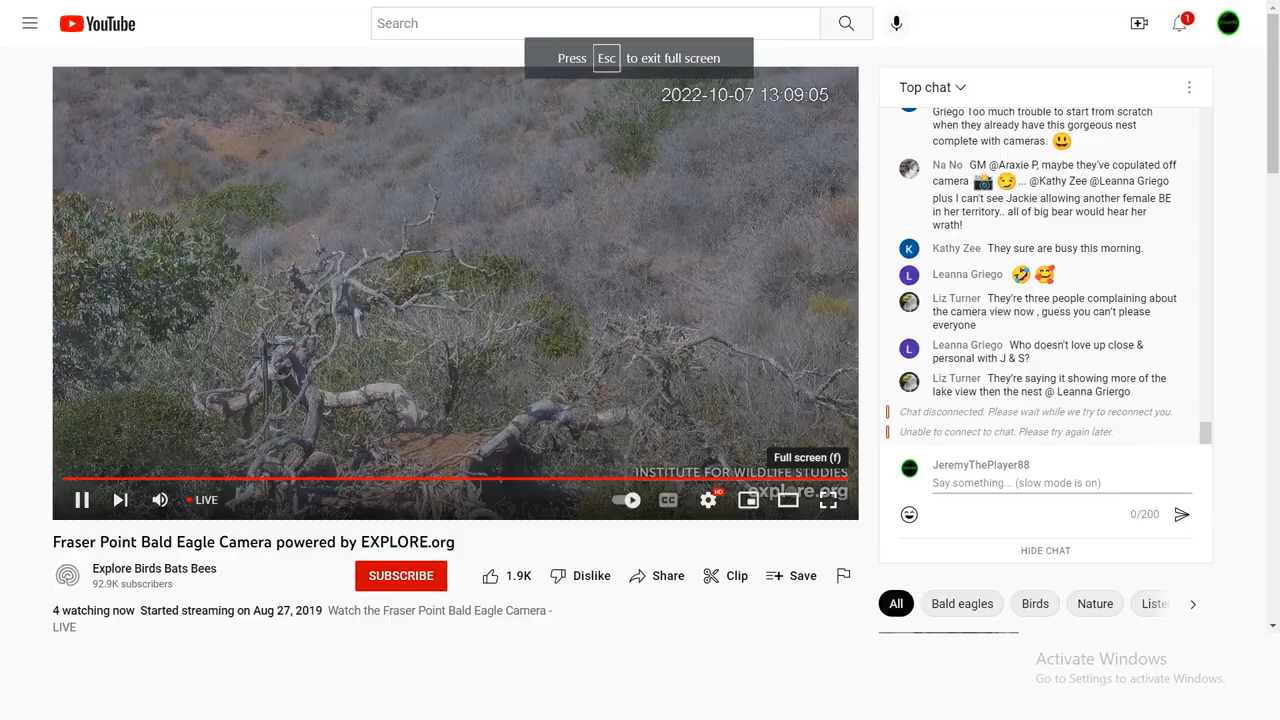 YouTube
Search
1
Press Esc to exit full screen
2022-10-07 13:09:05
Full screen (f)
INSTITUTE FOR WILDLIFE STUDIES
explore.org
LIVE
CC
HD
Fraser Point Bald Eagle Camera powered by EXPLORE.org
Explore Birds Bats Bees
92.9K subscribers
SUBSCRIBE
1.9K
Dislike
Share
Clip
Save
4 watching now Started streaming on Aug 27, 2019 Watch the Fraser Point Bald Eagle Camera -
LIVE
Top chat
Griego Too much trouble to start from scratch
when they already have this gorgeous nest
complete with cameras. 😃
Na No GM @Araxie P, maybe they've copulated off
camera 📸 😏... @Kathy Zee @Leanna Griego
plus I can't see Jackie allowing another female BE
in her territory.. all of big bear would hear her
wrath!
K
Kathy Zee They sure are busy this morning.
L
Leanna Griego 🤣 🥰
Liz Turner They're three people complaining about
the camera view now , guess you can't please
everyone
L
Leanna Griego Who doesn't love up close &
personal with J & S?
Liz Turner They're saying it showing more of the
lake view then the nest @ Leanna Griergo
Chat disconnected. Please wait while we try to reconnect you.
Unable to connect to chat. Please try again later.
JeremyThePlayer88
Say something... (slow mode is on)
0/200
HIDE CHAT
All
Bald eagles
Birds
Nature
Liste
Activate Windows
Go to Settings to activate Windows.